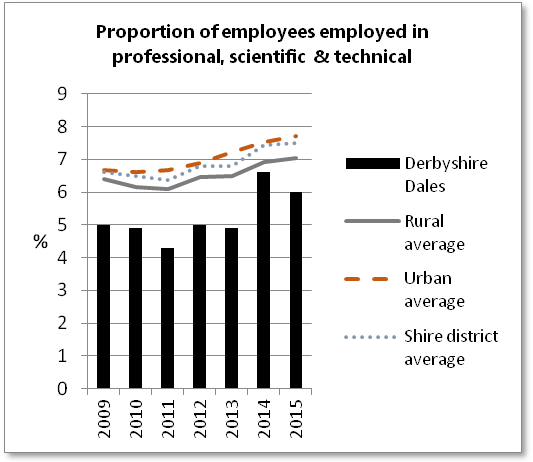 Proportion of employees employed in
professional, scientific & technical
9
8
7
6
5
4
3
2
1
0
%
2009
2010
2011
2012
2013
2014
2015
Derbyshire
Dales
Rural
average
Urban
average
Shire district
average